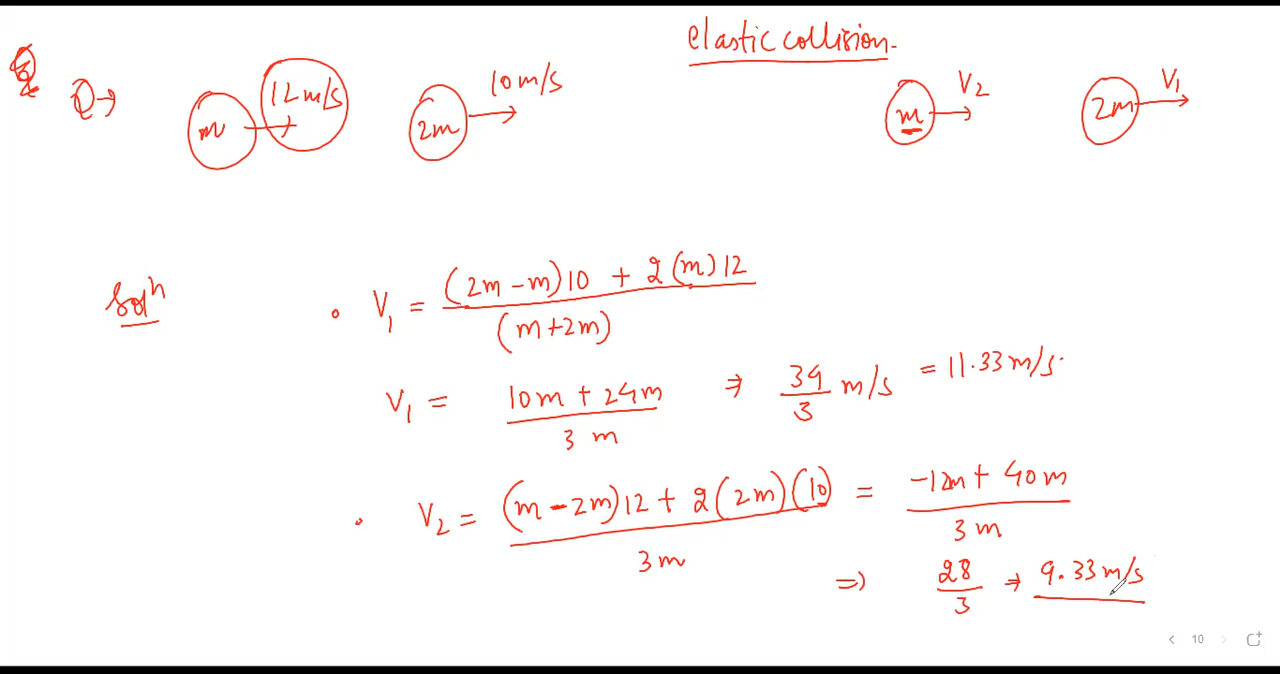 elastic collision.
Q→ m 12m/s 2m 10m/s m V2 2m V1
Solⁿ
• V₁ = (2m-m)10 + 2(m)12 / (m+2m)
V₁ = 10m + 24m / 3m ⇒ 34/3 m/s = 11.33 m/s.
• V₂ = (m-2m)12 + 2(2m)(10) / 3m = -12m + 40m / 3m
⇒ 28/3 → 9.33 m/s
< 10 >